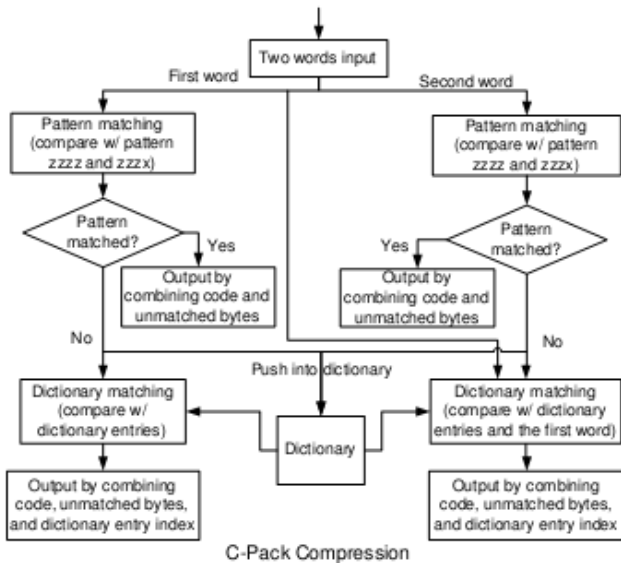 Two words input
First word
Second word
Pattern matching
(compare w/ pattern
zzzz and zzzx)
Pattern matching
(compare w/ pattern
zzzz and zzzx)
Pattern
matched?
Pattern
matched?
Yes
Yes
Output by
combining code and
unmatched bytes
Output by
combining code and
unmatched bytes
No
No
Push into dictionary
Dictionary matching
(compare w/
dictionary entries)
Dictionary
Dictionary matching
(compare w/ dictionary
entries and the first word)
Output by combining
code, unmatched bytes,
and dictionary entry index
Output by combining
code, unmatched bytes,
and dictionary entry index
C-Pack Compression